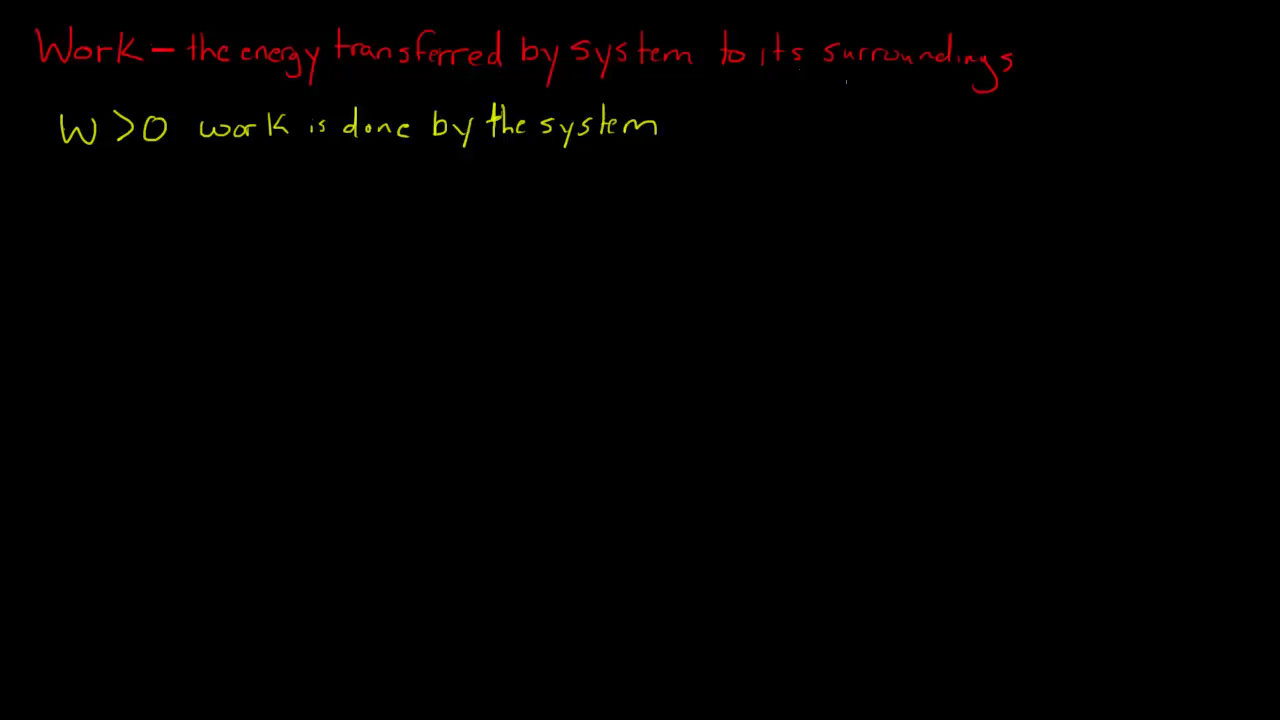 Work – the energy transferred by system to its surroundings
W >0 work is done by the system